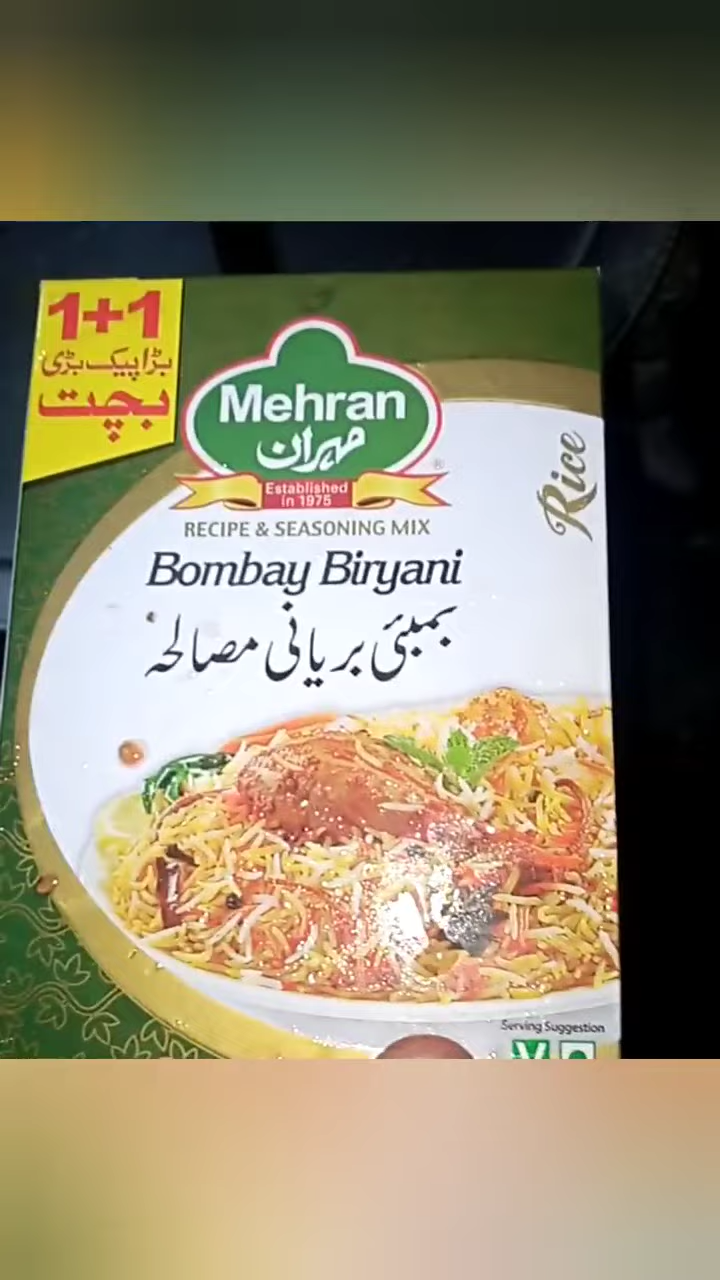 1+1
بڑا پیک بڑی
بچت
Mehran
مہران
®
Established
in 1975
RECIPE & SEASONING MIX
Bombay Biryani
بمبئی بریانی مصالحہ
Rice
Serving Suggestion
V